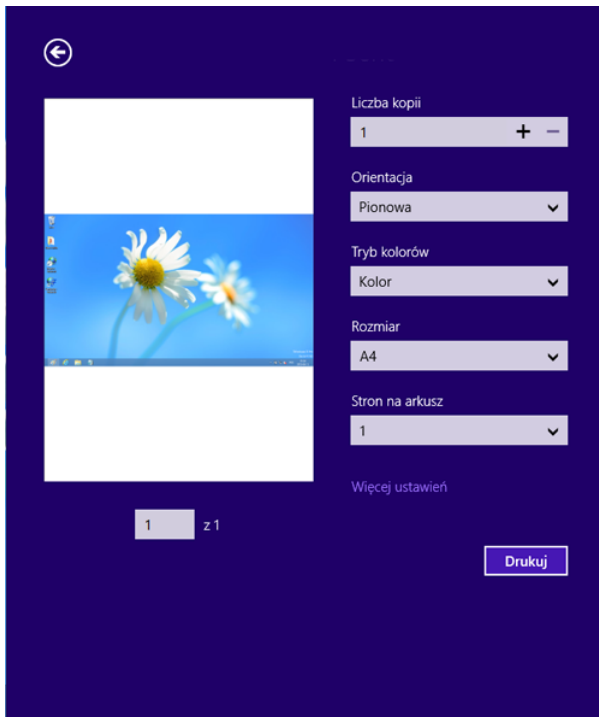 Liczba kopii
1
Orientacja
Pionowa
Tryb kolorów
Kolor
Rozmiar
A4
Stron na arkusz
1
Więcej ustawień
1 z 1
Drukuj